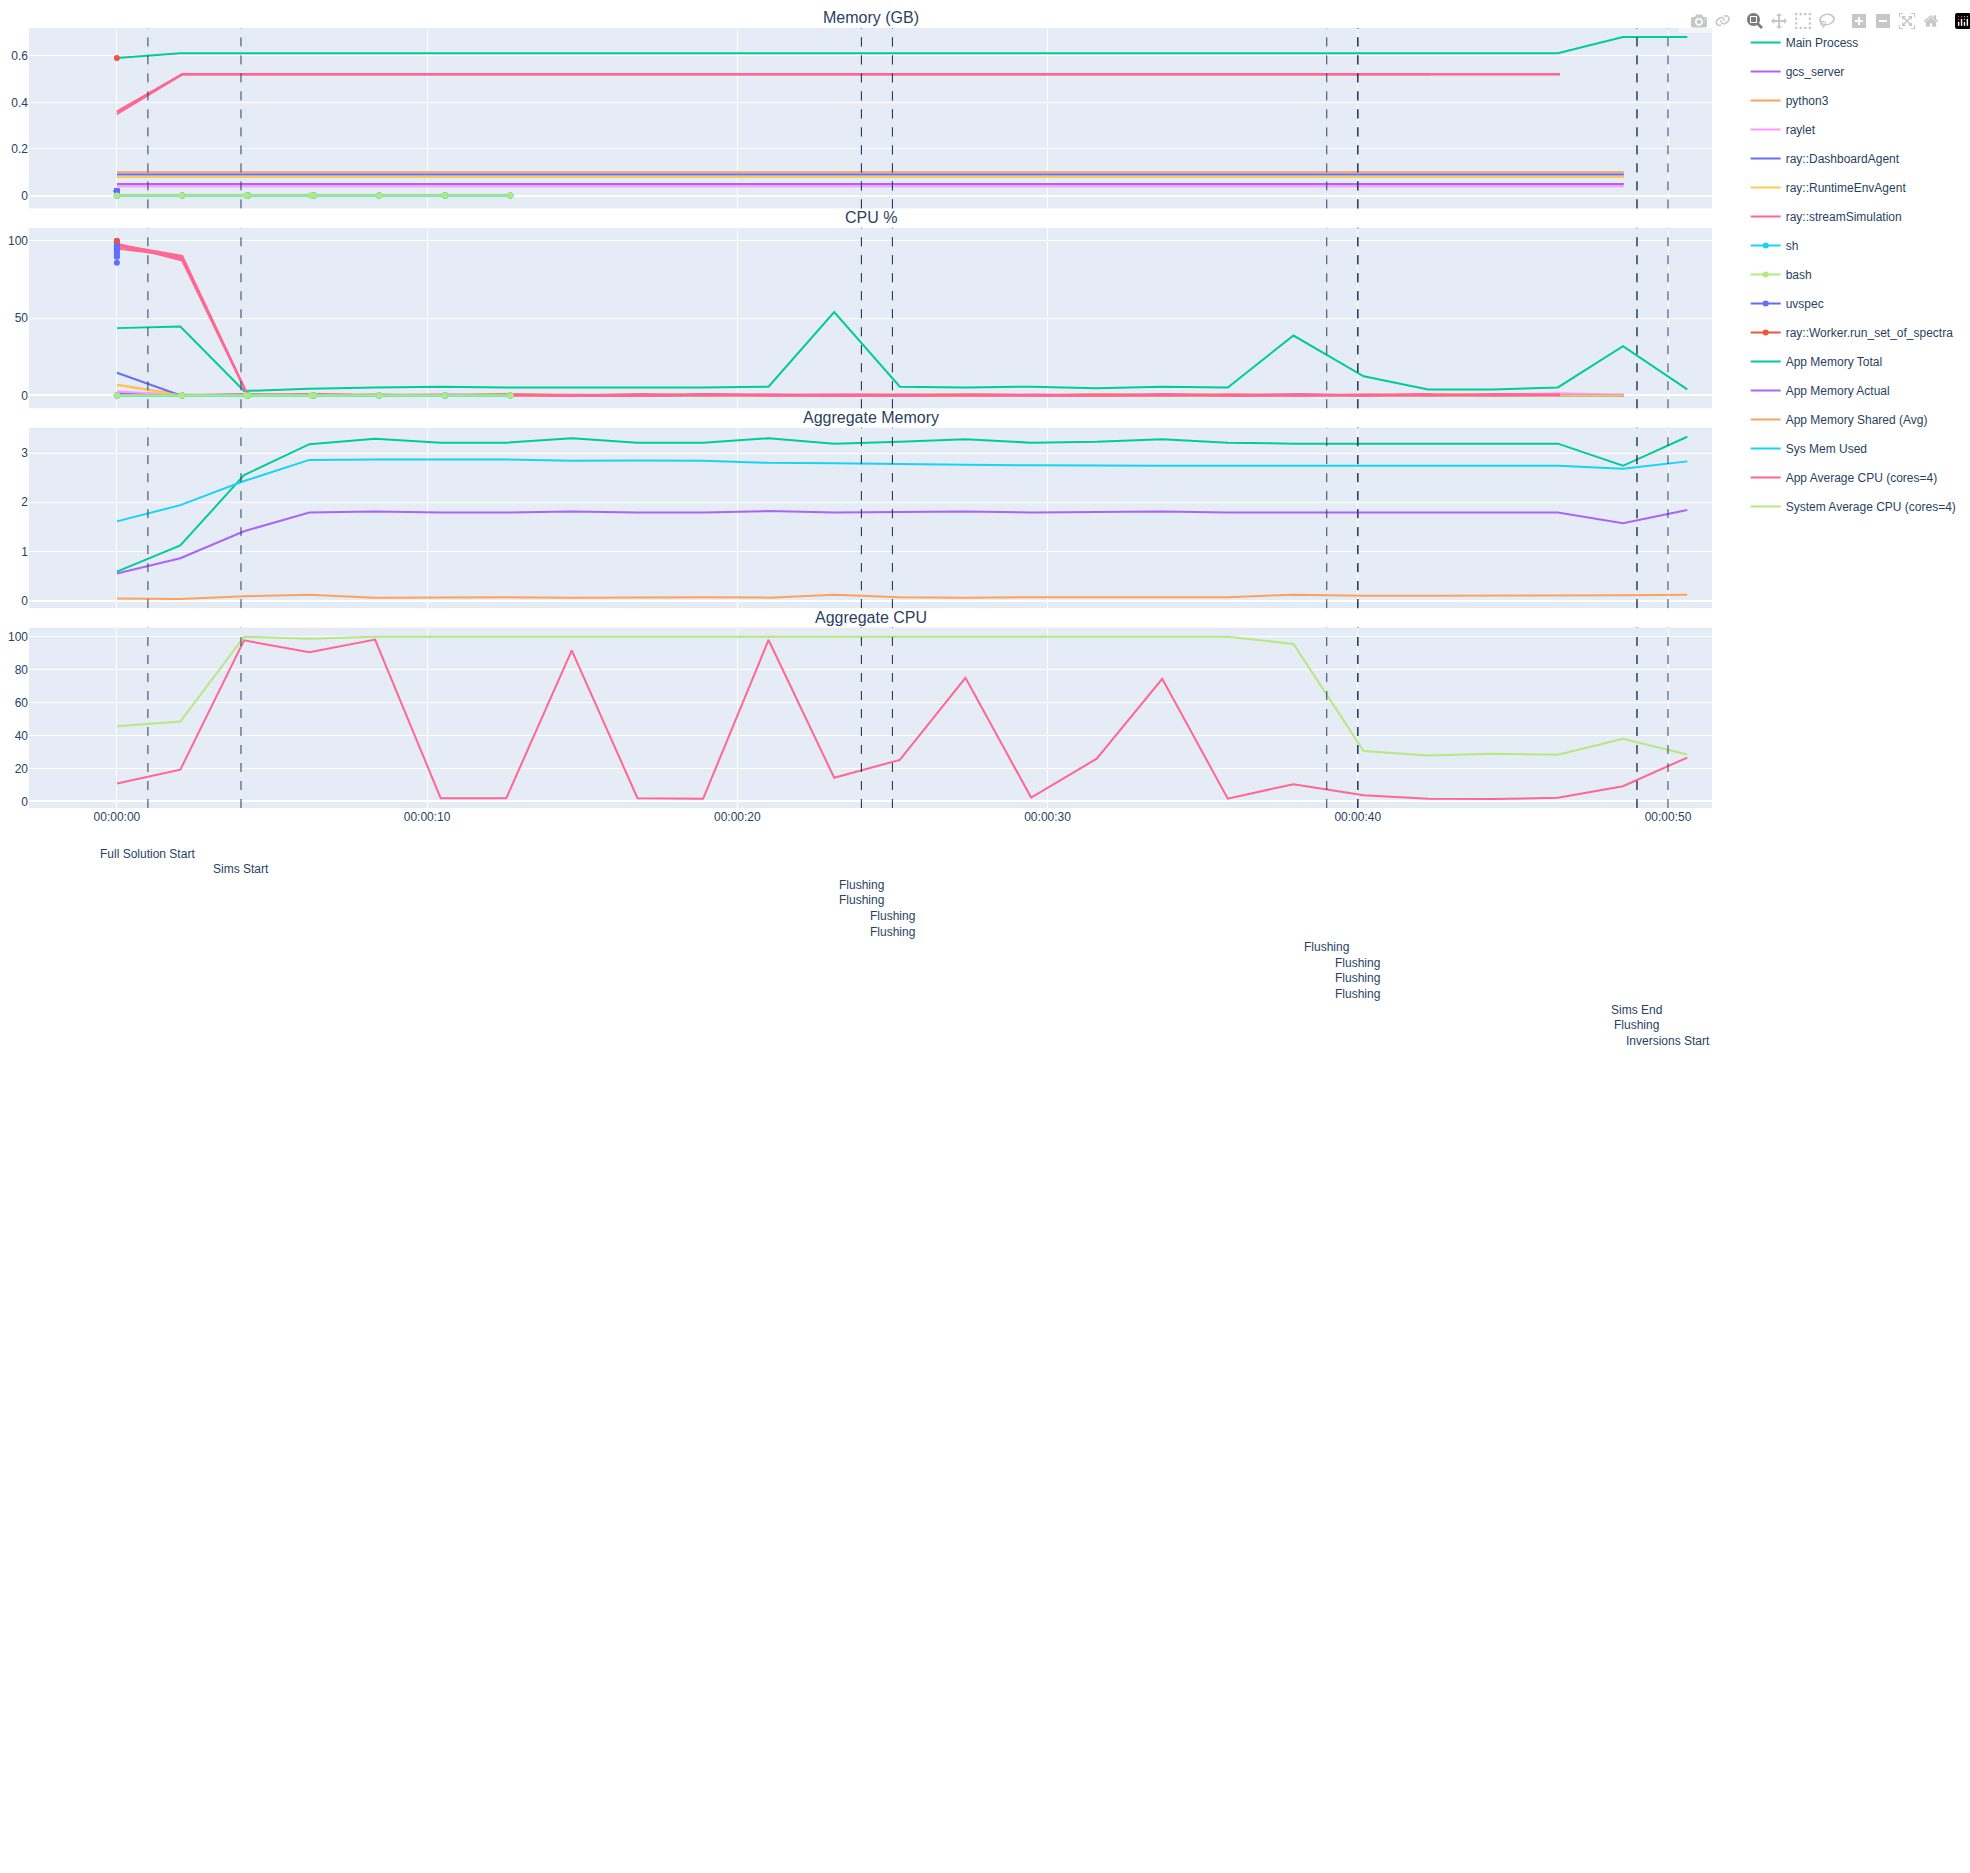 Memory (GB)
0.6
0.4
0.2
0
CPU %
100
50
0
Aggregate Memory
3
2
1
0
Aggregate CPU
100
80
60
40
20
0
00:00:00 00:00:10 00:00:20 00:00:30 00:00:40 00:00:50
Main Process
gcs_server
python3
raylet
ray::DashboardAgent
ray::RuntimeEnvAgent
ray::streamSimulation
sh
bash
uvspec
ray::Worker.run_set_of_spectra
App Memory Total
App Memory Actual
App Memory Shared (Avg)
Sys Mem Used
App Average CPU (cores=4)
System Average CPU (cores=4)
Full Solution Start
Sims Start
Flushing
Flushing
Flushing
Flushing
Flushing
Flushing
Flushing
Flushing
Sims End
Flushing
Inversions Start